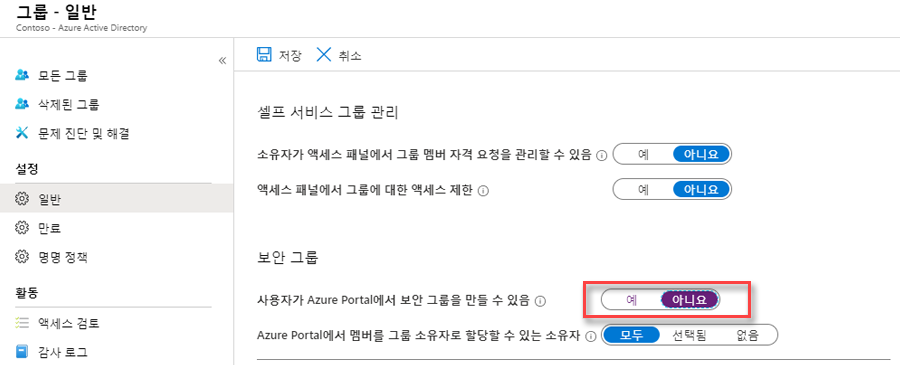 그룹 - 일반
Contoso - Azure Active Directory
«
모든 그룹
삭제된 그룹
문제 진단 및 해결
설정
일반
만료
명명 정책
활동
액세스 검토
감사 로그
저장 취소
셀프 서비스 그룹 관리
소유자가 액세스 패널에서 그룹 멤버 자격 요청을 관리할 수 있음 예 아니요
액세스 패널에서 그룹에 대한 액세스 제한 예 아니요
보안 그룹
사용자가 Azure Portal에서 보안 그룹을 만들 수 있음 예 아니요
Azure Portal에서 멤버를 그룹 소유자로 할당할 수 있는 소유자 모두 선택됨 없음